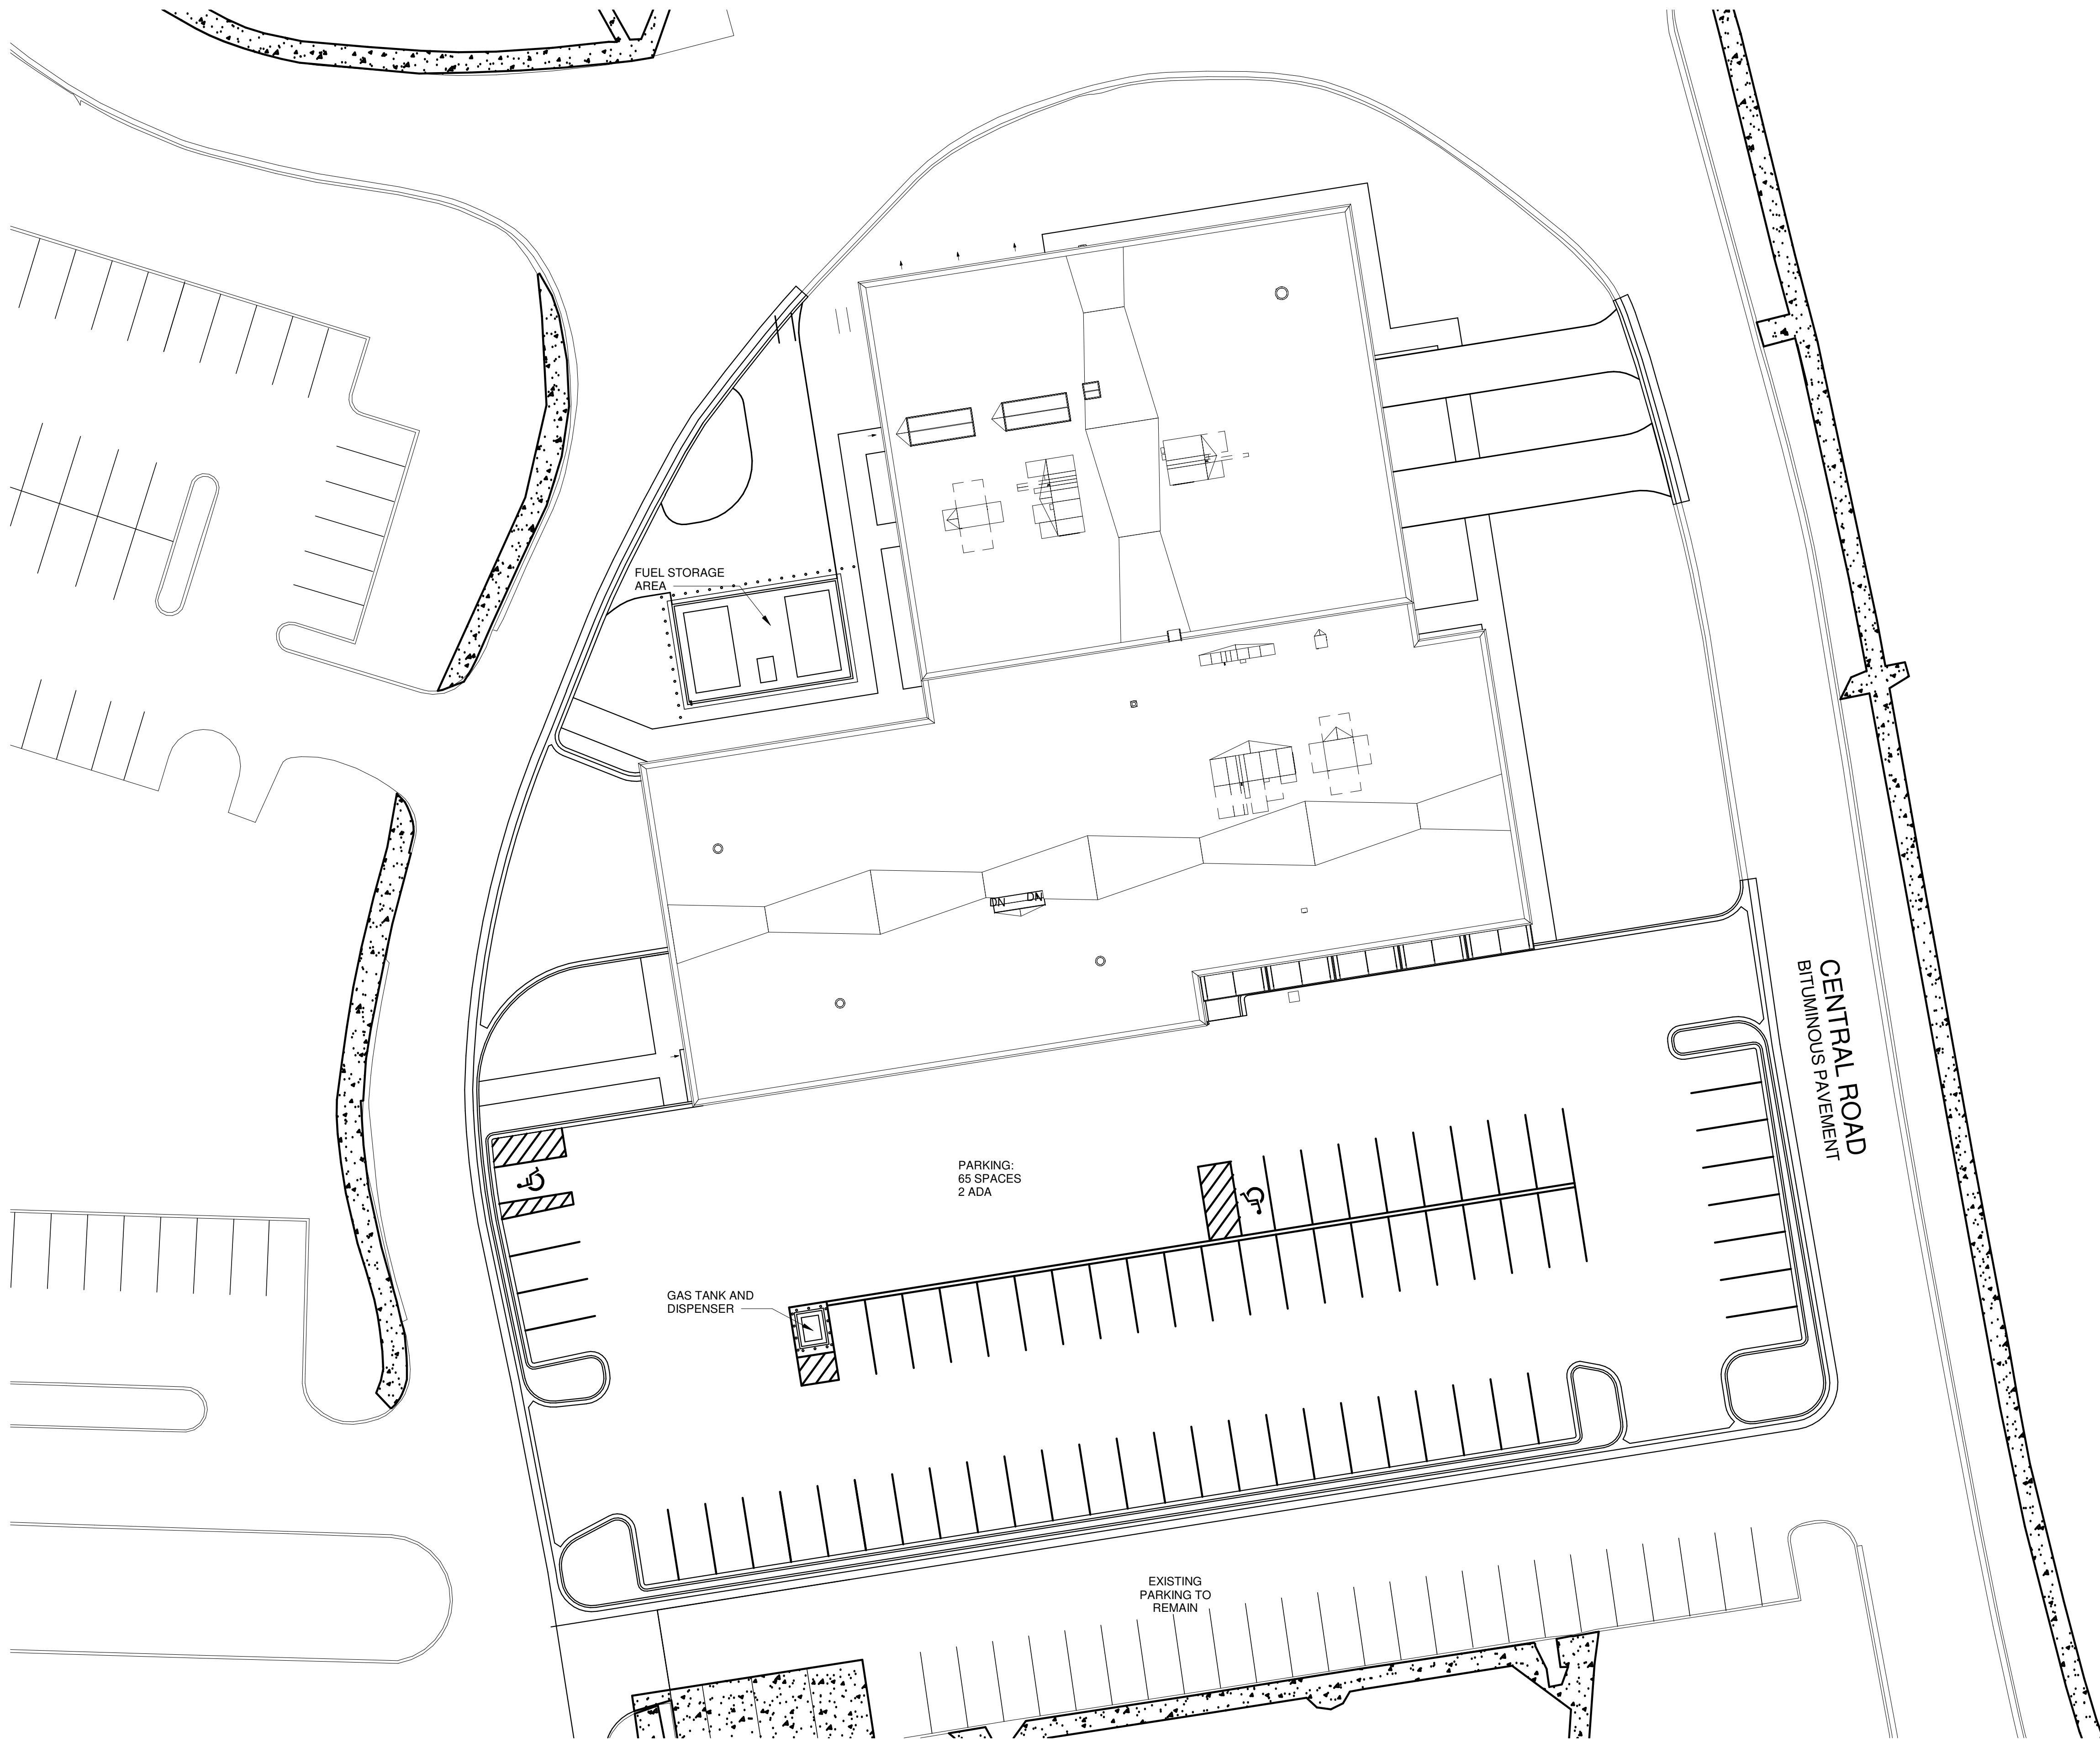 FUEL STORAGE
AREA
DN
DN
CENTRAL ROAD
BITUMINOUS PAVEMENT
PARKING:
65 SPACES
2 ADA
GAS TANK AND
DISPENSER
EXISTING
PARKING TO
REMAIN